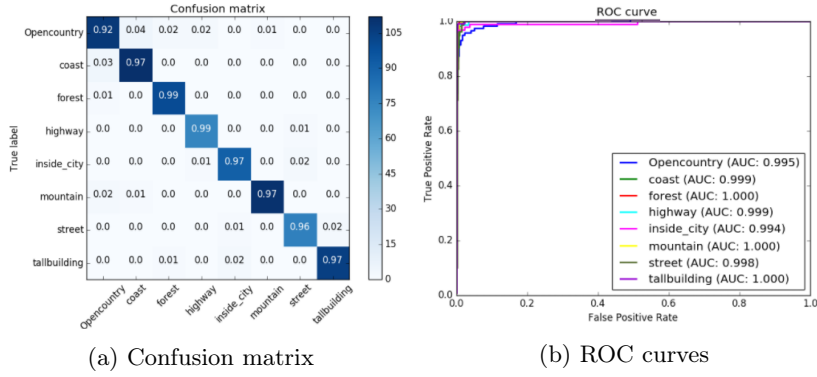 Confusion matrix
True label
Opencountry 0.92 0.04 0.02 0.02 0.0 0.01 0.0 0.0
coast 0.03 0.97 0.0 0.0 0.0 0.0 0.0 0.0
forest 0.01 0.0 0.99 0.0 0.0 0.0 0.0 0.0
highway 0.0 0.0 0.0 0.99 0.0 0.0 0.01 0.0
inside_city 0.0 0.0 0.0 0.01 0.97 0.0 0.02 0.0
mountain 0.02 0.01 0.0 0.0 0.0 0.97 0.0 0.0
street 0.0 0.0 0.0 0.0 0.01 0.0 0.96 0.02
tallbuilding 0.0 0.0 0.01 0.0 0.02 0.0 0.0 0.97
Opencountry coast forest highway inside_city mountain street tallbuilding
105
90
75
60
45
30
15
0
(a) Confusion matrix
ROC curve
True Positive Rate
1.0
0.8
0.6
0.4
0.2
0.0
Opencountry (AUC: 0.995)
coast (AUC: 0.999)
forest (AUC: 1.000)
highway (AUC: 0.999)
inside_city (AUC: 0.994)
mountain (AUC: 1.000)
street (AUC: 0.998)
tallbuilding (AUC: 1.000)
0.0 0.2 0.4 0.6 0.8 1.0
False Positive Rate
(b) ROC curves